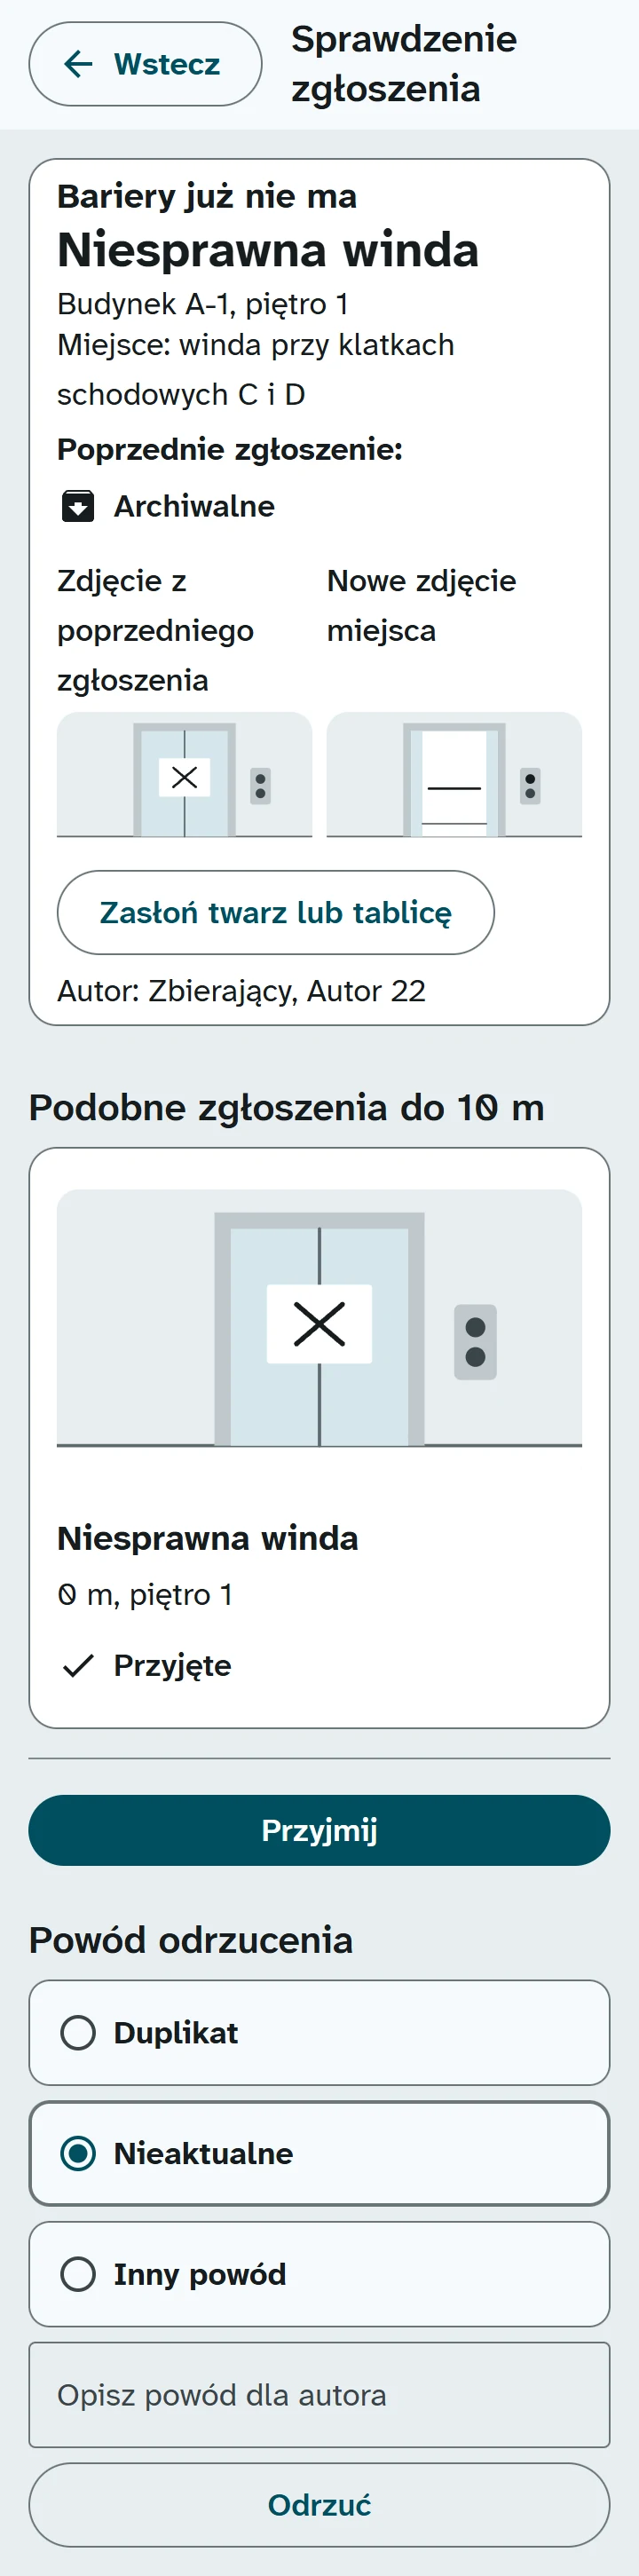 Wstecz
Sprawdzenie
zgłoszenia
Bariery już nie ma
Niesprawna winda
Budynek A-1, piętro 1
Miejsce: winda przy klatkach
schodowych C i D
Poprzednie zgłoszenie:
Archiwalne
Zdjęcie z
poprzedniego
zgłoszenia
Nowe zdjęcie
miejsca
Zasłoń twarz lub tablicę
Autor: Zbierający, Autor 22
Podobne zgłoszenia do 10 m
Niesprawna winda
0 m, piętro 1
Przyjęte
Przyjmij
Powód odrzucenia
Duplikat
Nieaktualne
Inny powód
Opisz powód dla autora
Odrzuć